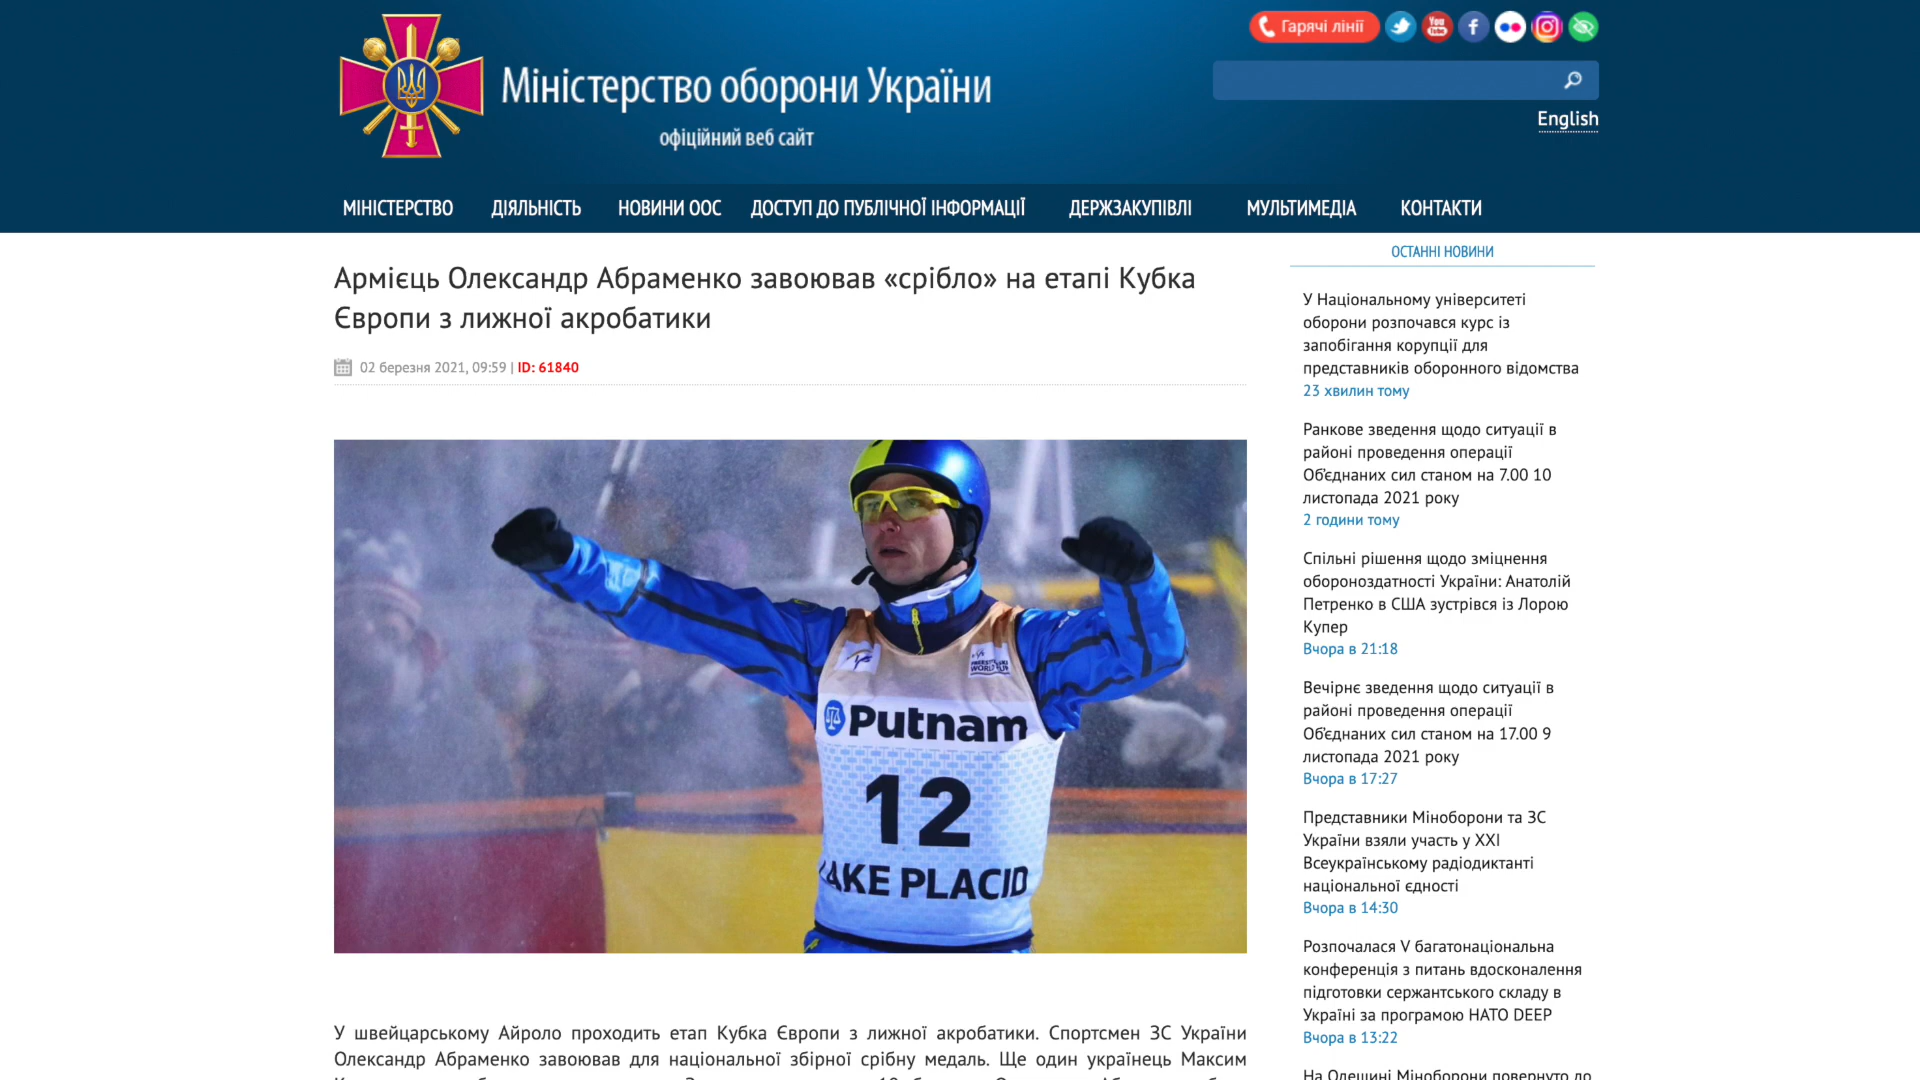 Гарячі лінії
You
Tube
f
Міністерство оборони України
офіційний веб сайт
English
МІНІСТЕРСТВО
ДІЯЛЬНІСТЬ
НОВИНИ ООС
ДОСТУП ДО ПУБЛІЧНОЇ ІНФОРМАЦІЇ
ДЕРЖЗАКУПІВЛІ
МУЛЬТИМЕДІА
КОНТАКТИ
Армієць Олександр Абраменко завоював «срібло» на етапі Кубка
Європи з лижної акробатики
02 березня 2021, 09:59 | ID: 61840
Putnam
12
LAKE PLACID
У швейцарському Айроло проходить етап Кубка Європи з лижної акробатики. Спортсмен ЗС України
Олександр Абраменко завоював для національної збірної срібну медаль. Ще один українець Максим
ОСТАННІ НОВИНИ
У Національному університеті
оборони розпочався курс із
запобігання корупції для
представників оборонного відомства
23 хвилин тому
Ранкове зведення щодо ситуації в
районі проведення операції
Об'єднаних сил станом на 7.00 10
листопада 2021 року
2 години тому
Спільні рішення щодо зміцнення
обороноздатності України: Анатолій
Петренко в США зустрівся із Лорою
Купер
Вчора в 21:18
Вечірнє зведення щодо ситуації в
районі проведення операції
Об'єднаних сил станом на 17.00 9
листопада 2021 року
Вчора в 17:27
Представники Міноборони та ЗС
України взяли участь у XXI
Всеукраїнському радіодиктанті
національної єдності
Вчора в 14:30
Розпочалася V багатонаціональна
конференція з питань вдосконалення
підготовки сержантського складу в
Україні за програмою НАТО DEEP
Вчора в 13:22
На Одещині Міноборони повернуто до